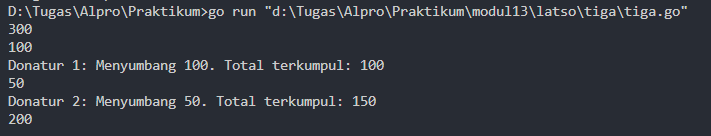 D:\Tugas\Alpro\Praktikum>go run "d:\Tugas\Alpro\Praktikum\modul13\latso\tiga\tiga.go"
300
100
Donatur 1: Menyumbang 100. Total terkumpul: 100
50
Donatur 2: Menyumbang 50. Total terkumpul: 150
200